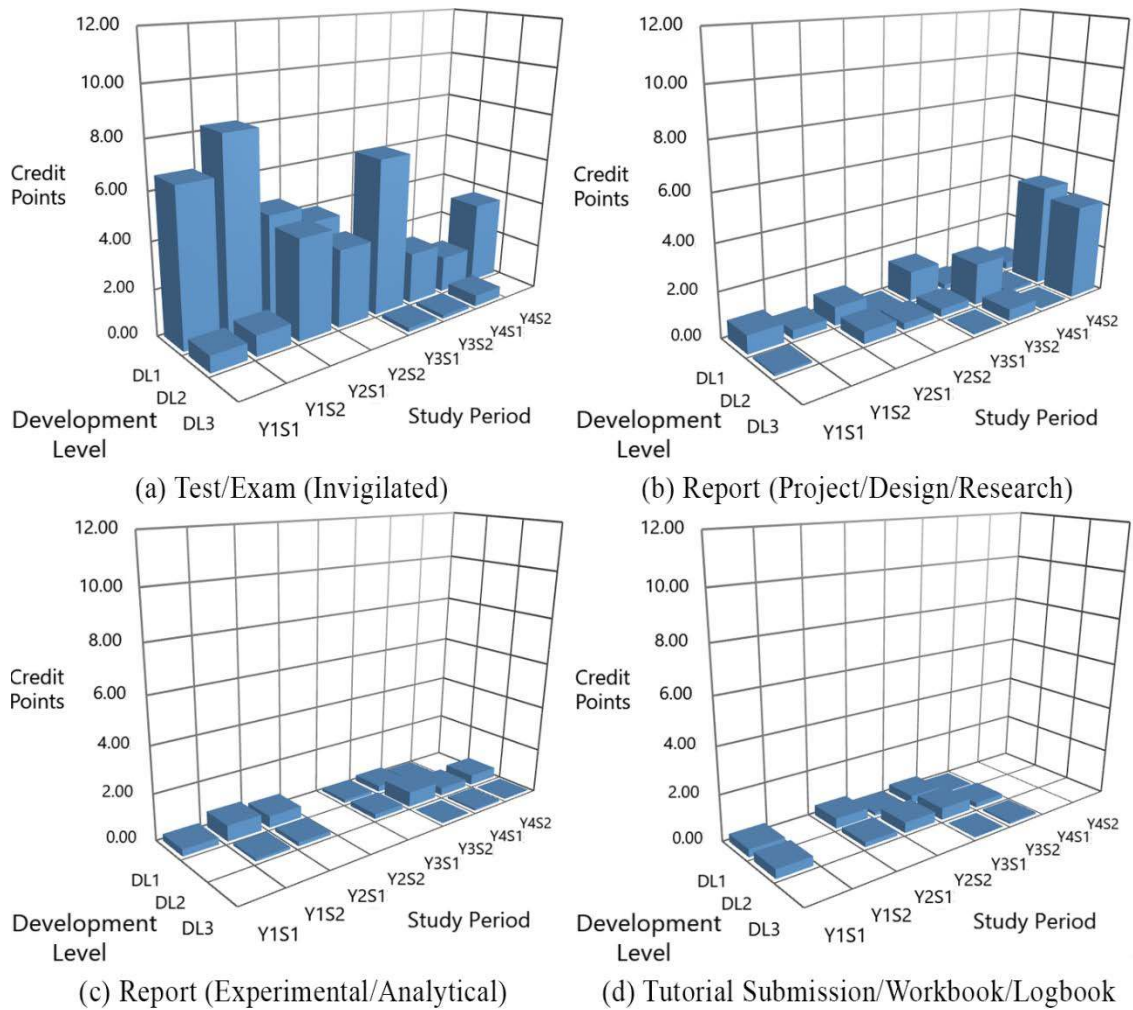 12.00
10.00
8.00
6.00
4.00
2.00
0.00
Credit
Points
DL1
DL2
DL3
Development
Level
Y1S1
Y1S2
Y2S1
Y2S2
Y3S1
Y3S2
Y4S1
Y4S2
Study Period
(a) Test/Exam (Invigilated)
12.00
10.00
8.00
6.00
4.00
2.00
0.00
Credit
Points
DL1
DL2
DL3
Development
Level
Y1S1
Y1S2
Y2S1
Y2S2
Y3S1
Y3S2
Y4S1
Y4S2
Study Period
(b) Report (Project/Design/Research)
12.00
10.00
8.00
6.00
4.00
2.00
0.00
Credit
Points
DL1
DL2
DL3
Development
Level
Y1S1
Y1S2
Y2S1
Y2S2
Y3S1
Y3S2
Y4S1
Y4S2
Study Period
(c) Report (Experimental/Analytical)
12.00
10.00
8.00
6.00
4.00
2.00
0.00
Credit
Points
DL1
DL2
DL3
Development
Level
Y1S1
Y1S2
Y2S1
Y2S2
Y3S1
Y3S2
Y4S1
Y4S2
Study Period
(d) Tutorial Submission/Workbook/Logbook